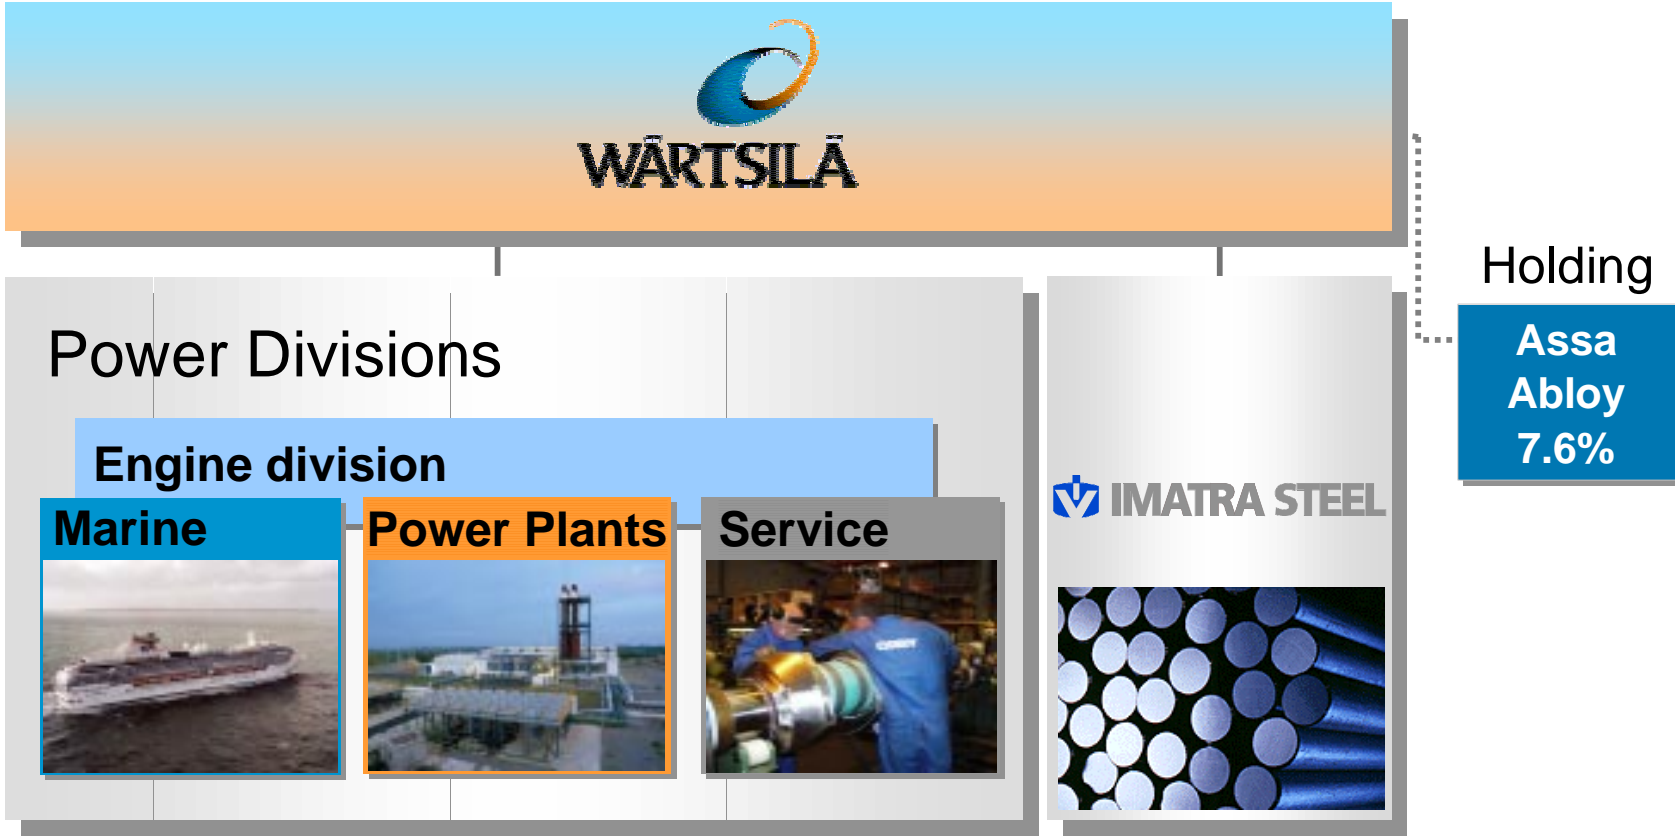 WÄRTSILÄ
Holding
Assa
Abloy
7.6%
Power Divisions
Engine division
Marine
Power Plants
Service
IMATRA STEEL